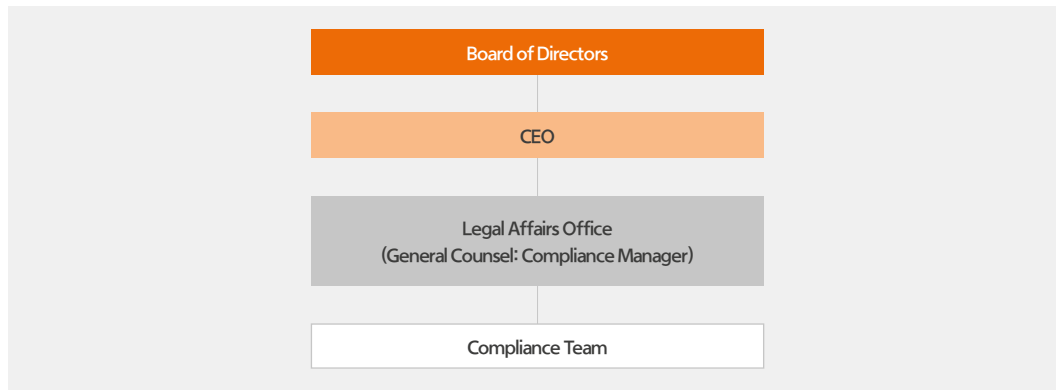 Board of Directors
CEO
Legal Affairs Office
(General Counsel: Compliance Manager)
Compliance Team